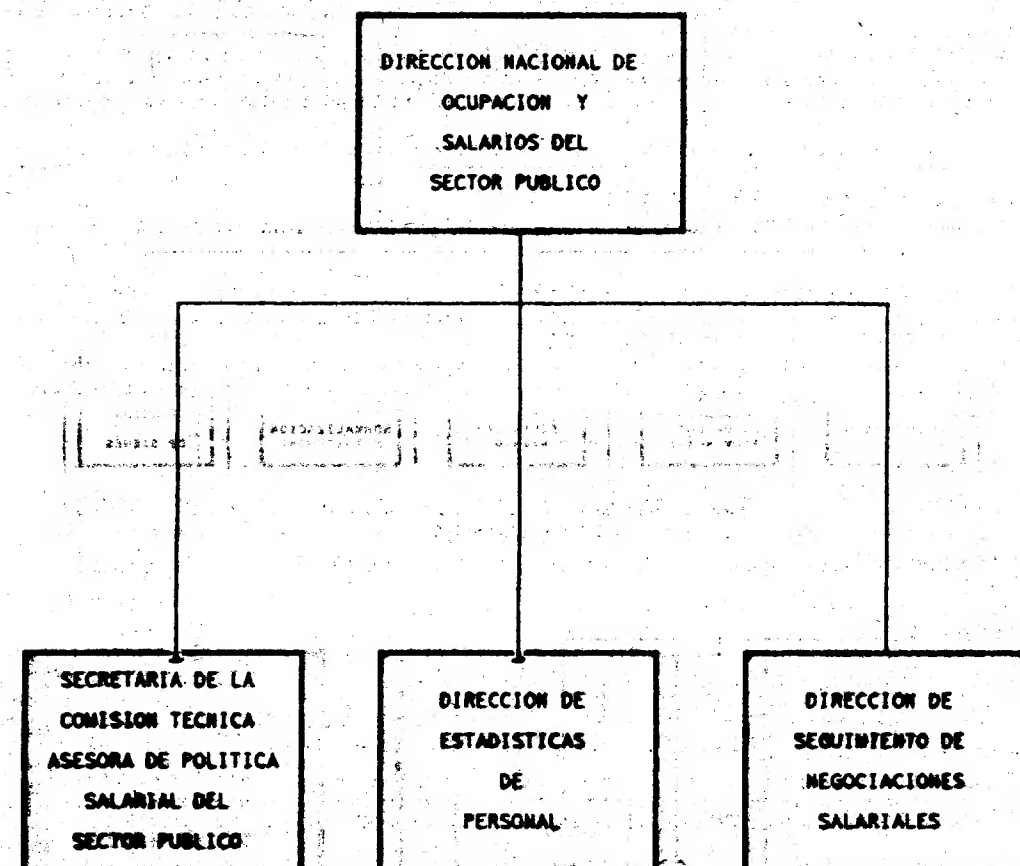 DIRECCION NACIONAL DE
OCUPACION Y
SALARIOS DEL
SECTOR PUBLICO
SECRETARIA DE LA
COMISION TECNICA
ASESORA DE POLITICA
SALARIAL DEL
SECTOR PUBLICO
DIRECCION DE
ESTADISTICAS
DE
PERSONAL
DIRECCION DE
SEGUIMIENTO DE
NEGOCIACIONES
SALARIALES